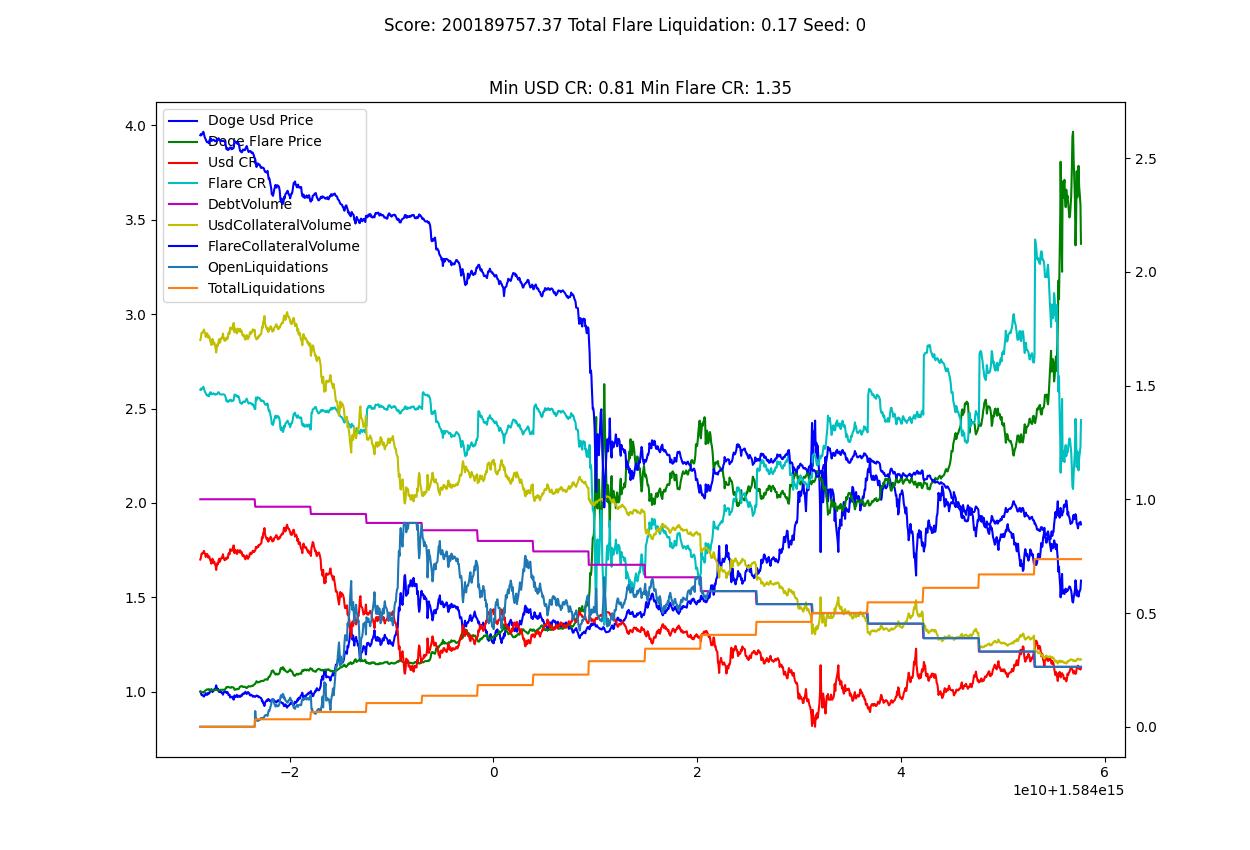 Score: 200189757.37 Total Flare Liquidation: 0.17 Seed: 0
Min USD CR: 0.81 Min Flare CR: 1.35
Doge Usd Price
Doge Flare Price
Usd CR
Flare CR
DebtVolume
UsdCollateralVolume
FlareCollateralVolume
OpenLiquidations
TotalLiquidations
4.0
3.5
3.0
2.5
2.0
1.5
1.0
2.5
2.0
1.5
1.0
0.5
0.0
−2 0 2 4 6
1e10+1.584e15